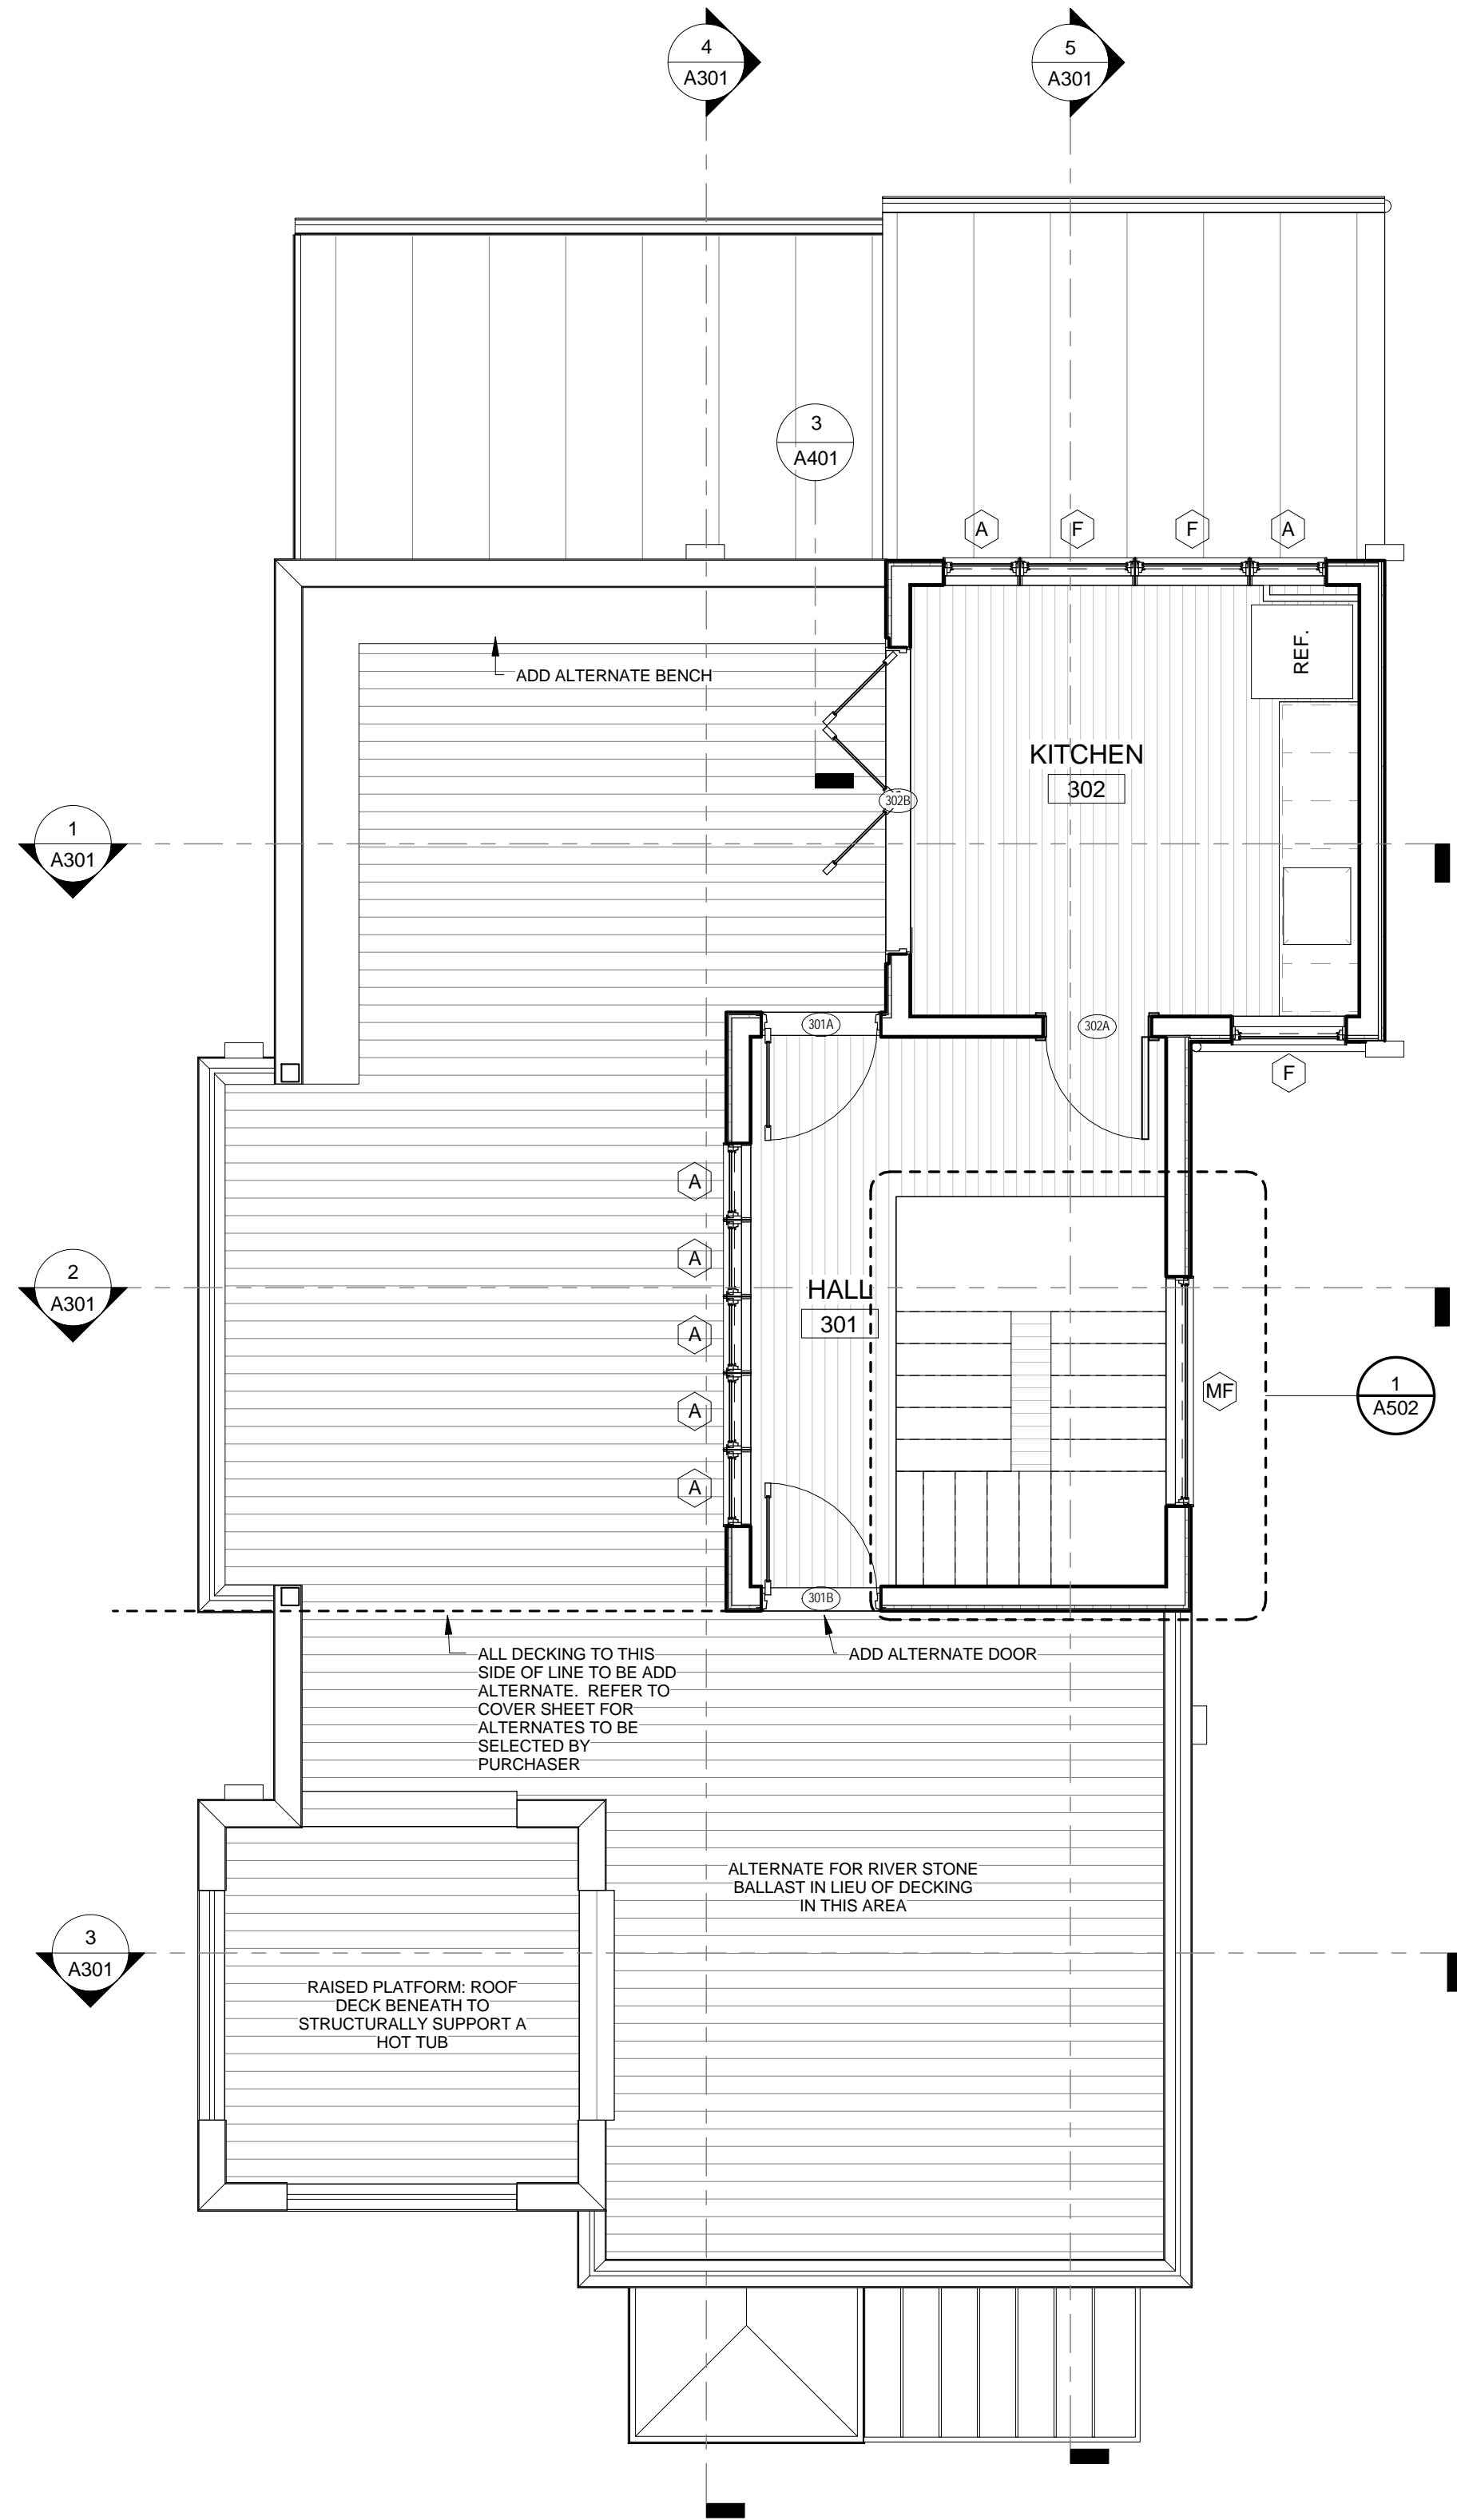 4
A301
5
A301
3
A401
A
F
F
A
REF.
ADD ALTERNATE BENCH
KITCHEN
302
302B
1
A301
301A
302A
F
A
A
2
A301
HALL
301
A
MF
1
A502
A
A
301B
ALL DECKING TO THIS
SIDE OF LINE TO BE ADD
ALTERNATE. REFER TO
COVER SHEET FOR
ALTERNATES TO BE
SELECTED BY
PURCHASER
ADD ALTERNATE DOOR
ALTERNATE FOR RIVER STONE
BALLAST IN LIEU OF DECKING
IN THIS AREA
3
A301
RAISED PLATFORM: ROOF
DECK BENEATH TO
STRUCTURALLY SUPPORT A
HOT TUB